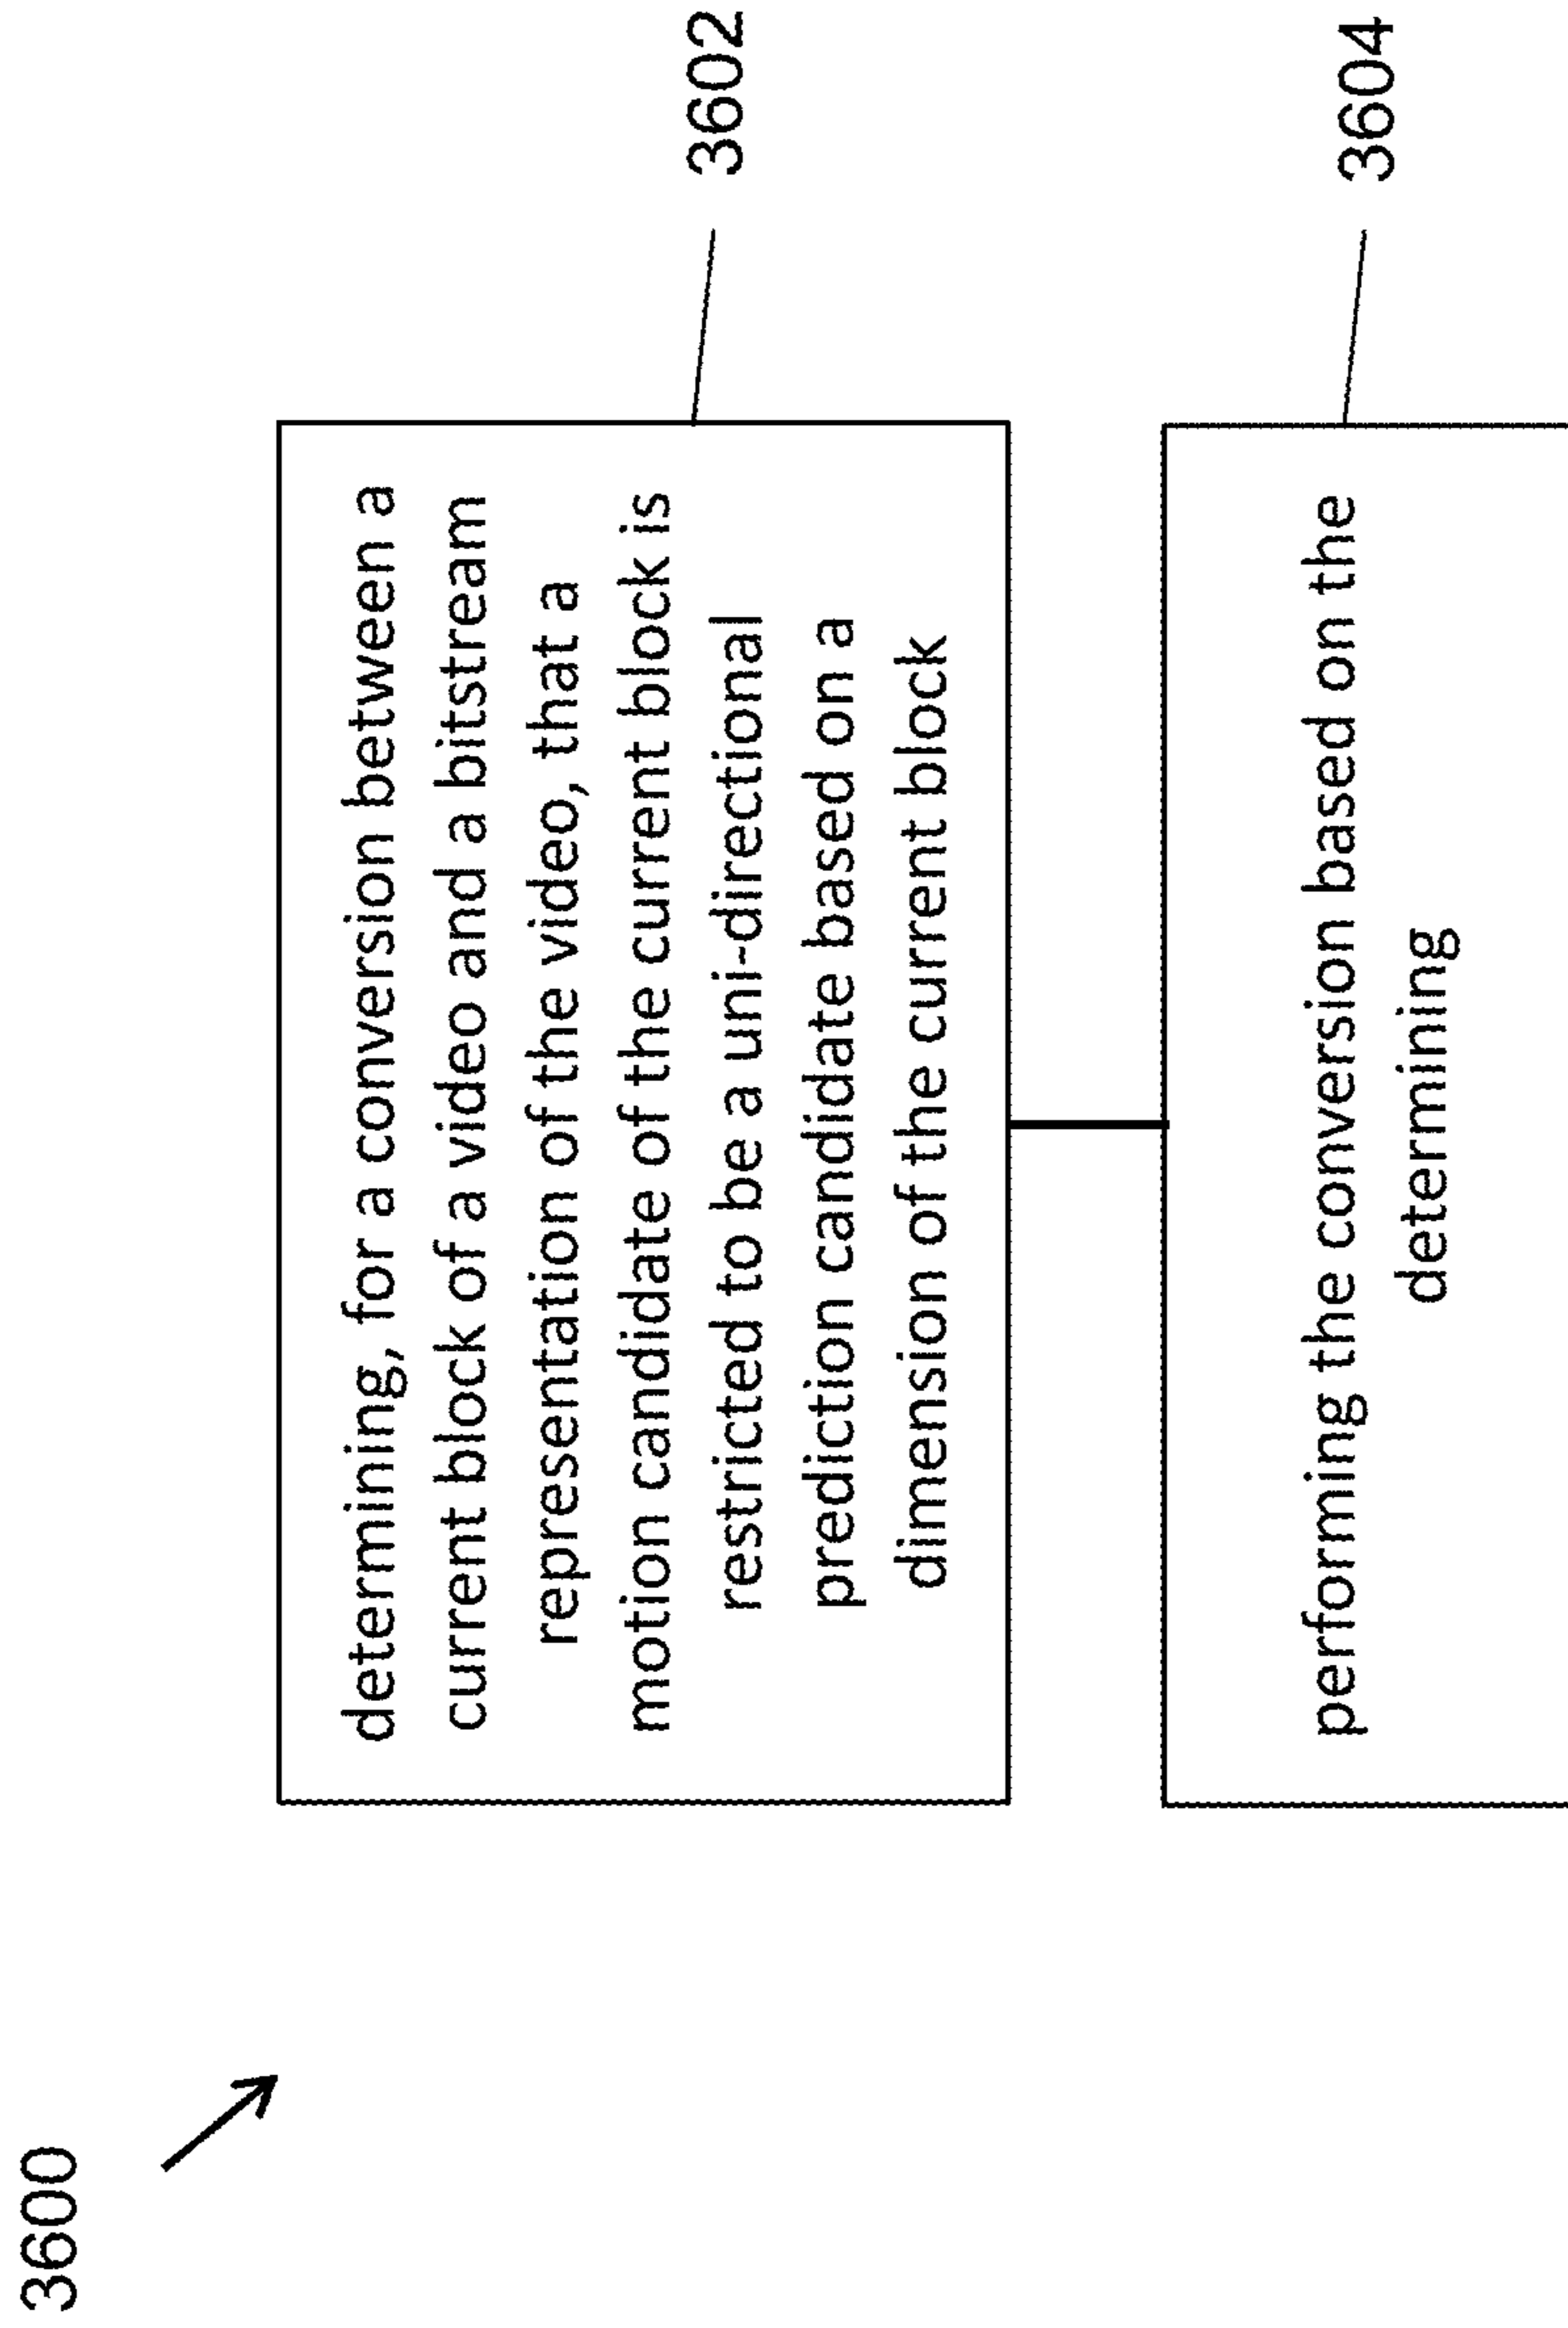 3600
determining, for a conversion between a
current block of a video and a bitstream
representation of the video, that a
motion candidate of the current block is
restricted to be a uni-directional
prediction candidate based on a
dimension of the current block
3602
performing the conversion based on the
determining
3604